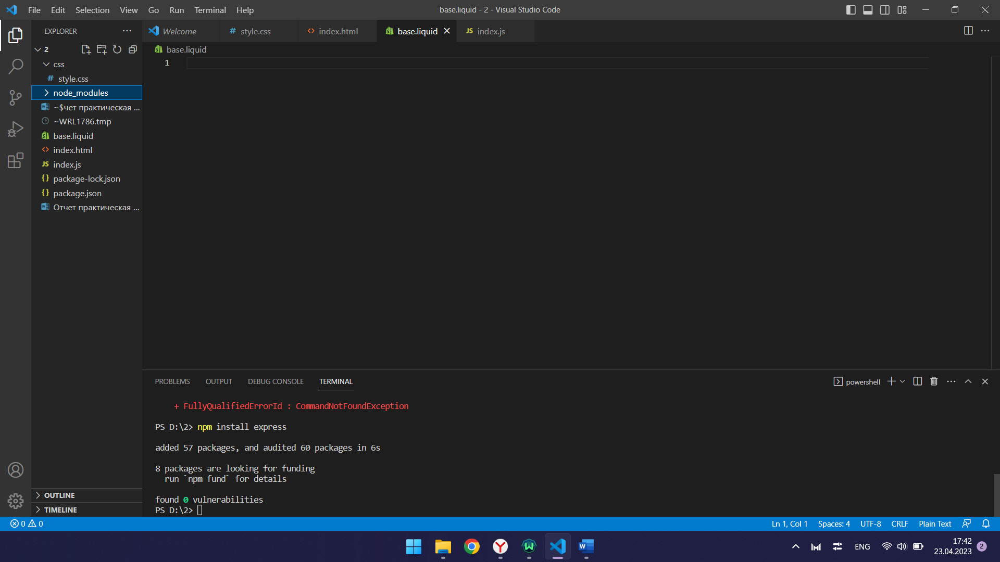 File Edit Selection View Go Run Terminal Help
base.liquid - 2 - Visual Studio Code
EXPLORER
Welcome
# style.css
<> index.html
base.liquid
JS index.js
2
base.liquid
css
1
# style.css
node_modules
~$чет практическая ...
~WRL1786.tmp
base.liquid
<> index.html
JS index.js
{} package-lock.json
{} package.json
Отчет практическая ...
OUTLINE
TIMELINE
PROBLEMS OUTPUT DEBUG CONSOLE TERMINAL
powershell
+ FullyQualifiedErrorId : CommandNotFoundException
PS D:\2> npm install express
added 57 packages, and audited 60 packages in 6s
8 packages are looking for funding
run `npm fund` for details
found 0 vulnerabilities
PS D:\2>
0 0
Ln 1, Col 1 Spaces: 4 UTF-8 CRLF Plain Text
ENG
17:42
23.04.2023
2